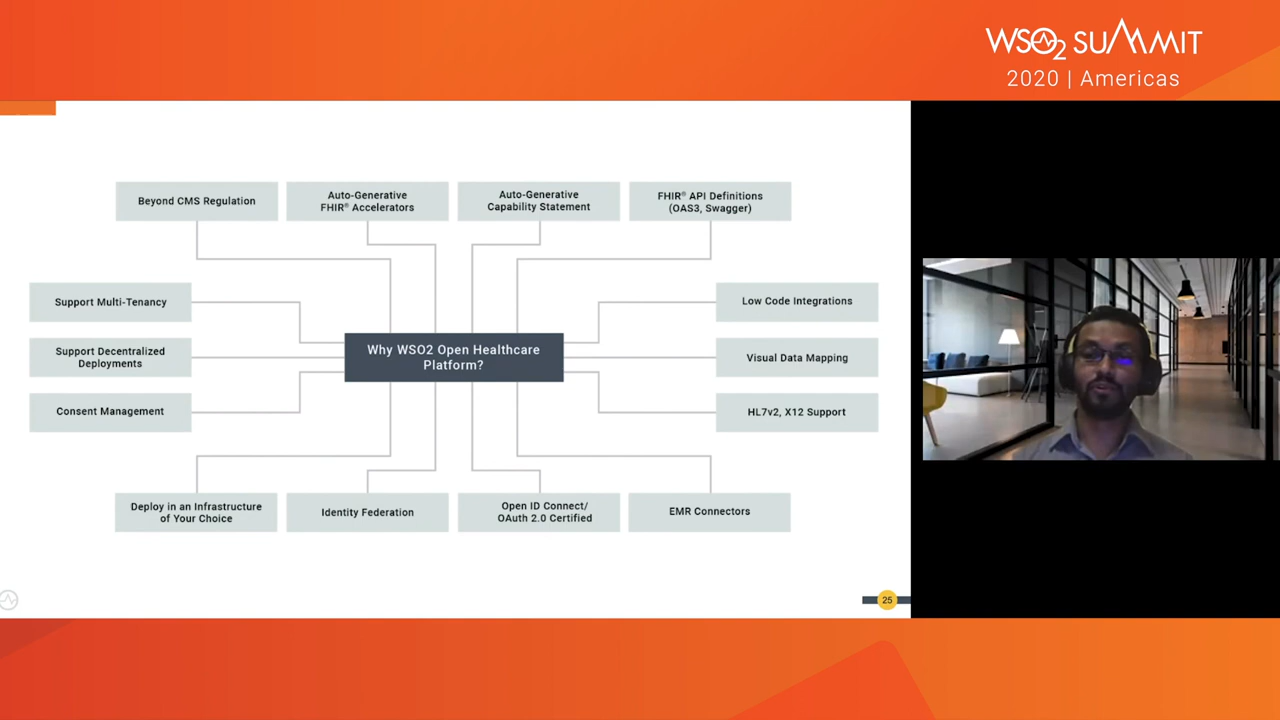 WSO2 SUMMIT
2020 | Americas
Beyond CMS Regulation
Auto-Generative
FHIR® Accelerators
Auto-Generative
Capability Statement
FHIR® API Definitions
(OAS3, Swagger)
Support Multi-Tenancy
Low Code Integrations
Why WSO2 Open Healthcare
Platform?
Support Decentralized
Deployments
Visual Data Mapping
Consent Management
HL7v2, X12 Support
Deploy in an Infrastructure
of Your Choice
Identity Federation
Open ID Connect/
OAuth 2.0 Certified
EMR Connectors
25